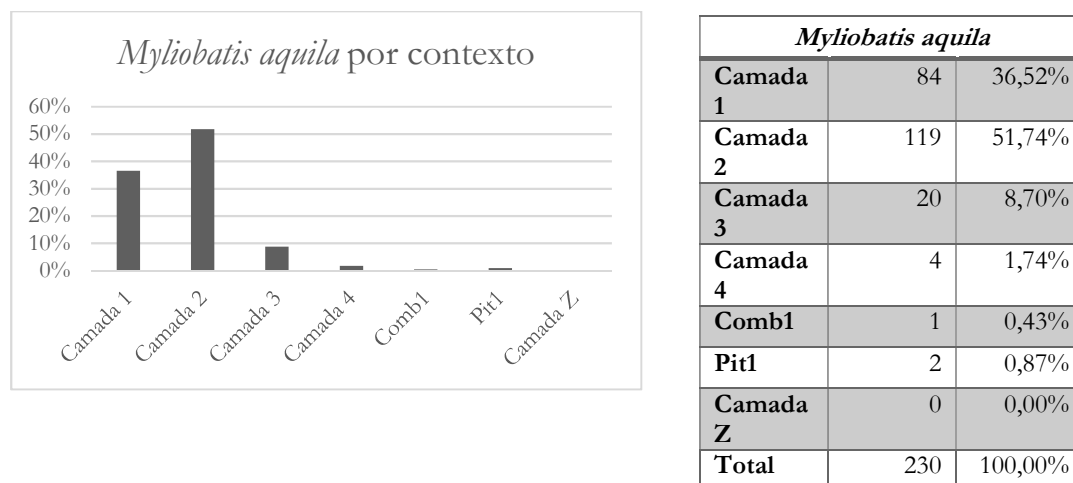 Myliobatis aquila por contexto
60%
50%
40%
30%
20%
10%
0%
Camada 1
Camada 2
Camada 3
Camada 4
Comb1
Pit1
Camada Z
Myliobatis aquila
Camada 84 36,52%
1
Camada 119 51,74%
2
Camada 20 8,70%
3
Camada 4 1,74%
4
Comb1 1 0,43%
Pit1 2 0,87%
Camada 0 0,00%
Z
Total 230 100,00%